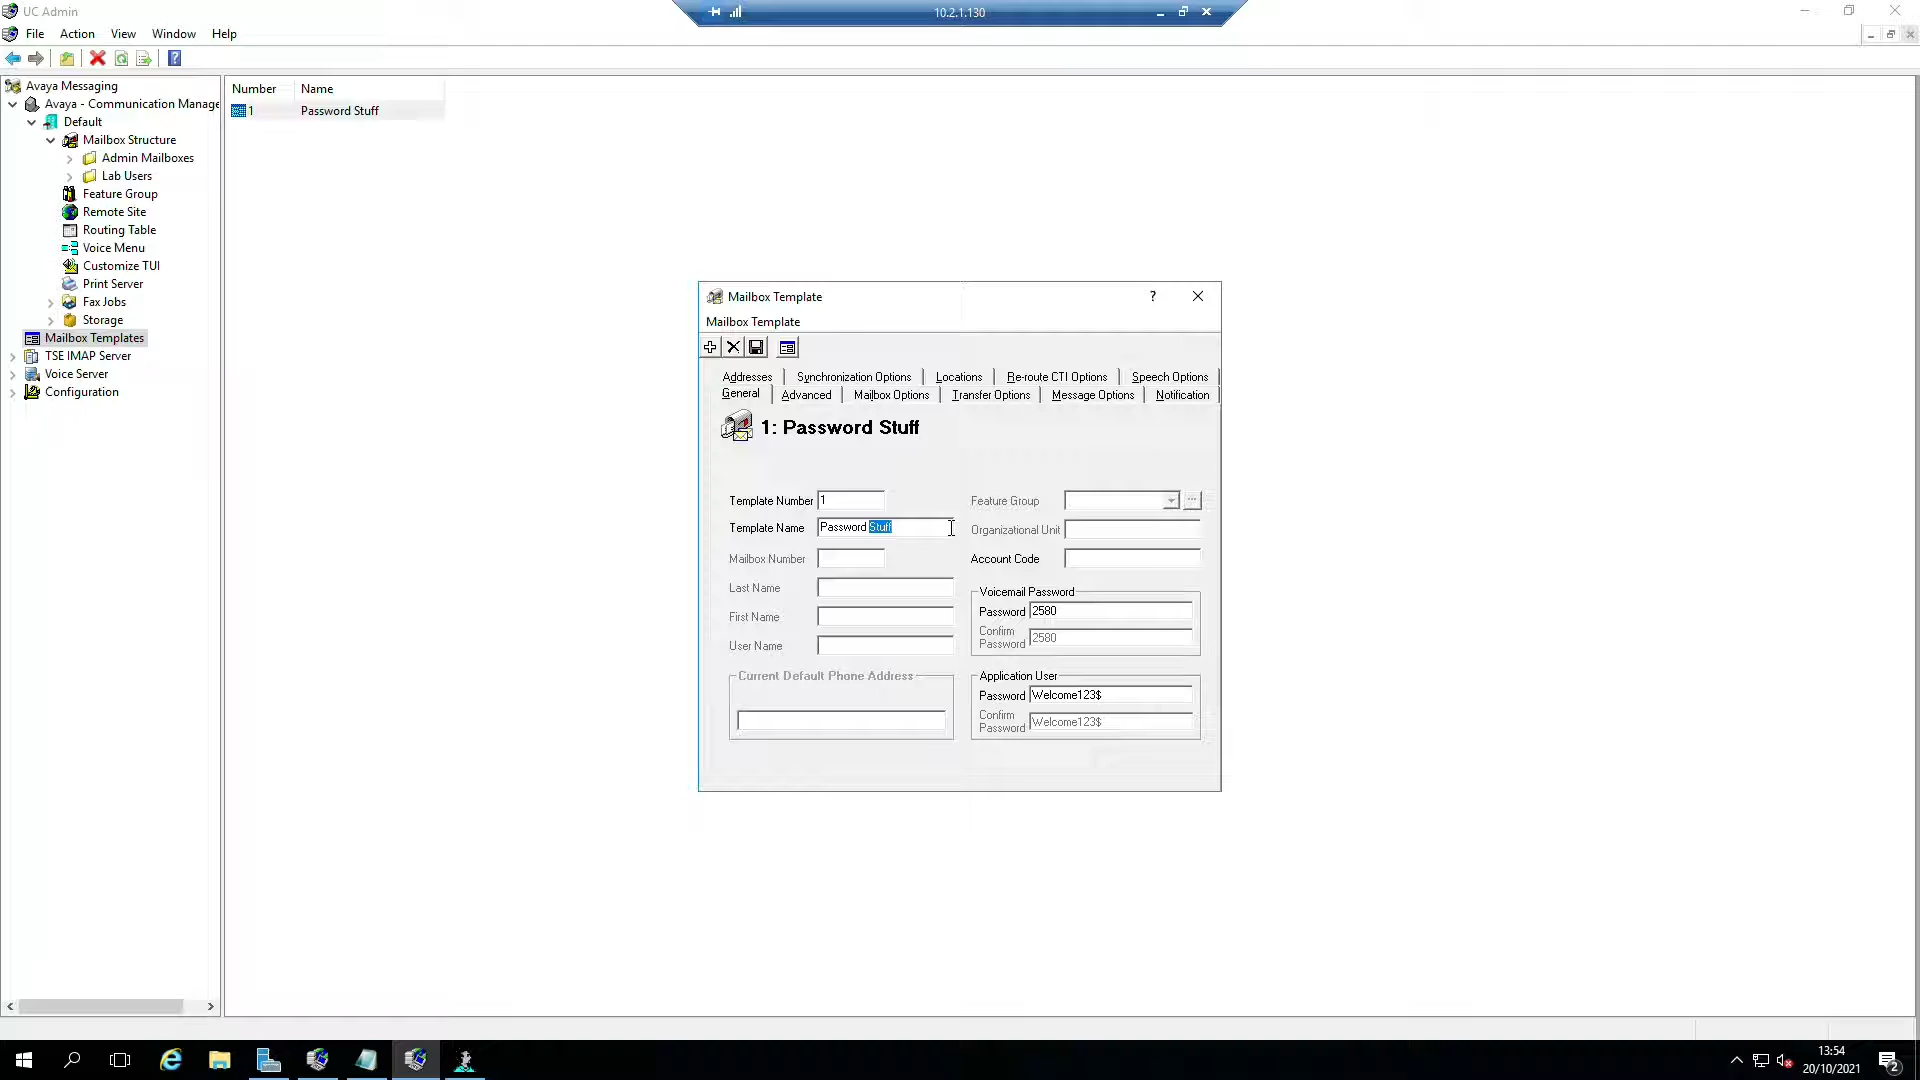 UC Admin
10.2.1.130
File Action View Window Help
Avaya Messaging
Avaya - Communication Manage
Default
Mailbox Structure
Admin Mailboxes
Lab Users
Feature Group
Remote Site
Routing Table
Voice Menu
Customize TUI
Print Server
Fax Jobs
Storage
Mailbox Templates
TSE IMAP Server
Voice Server
Configuration
Number Name
1 Password Stuff
Mailbox Template
Mailbox Template
Addresses Synchronization Options Locations Re-route CTI Options Speech Options
General Advanced Mailbox Options Transfer Options Message Options Notification
1: Password Stuff
Template Number 1
Template Name Password Stuff
Mailbox Number
Last Name
First Name
User Name
Current Default Phone Address
Feature Group
Organizational Unit
Account Code
Voicemail Password
Password 2580
Confirm
Password 2580
Application User
Password Welcome123$
Confirm
Password Welcome123$
13:54
20/10/2021
2